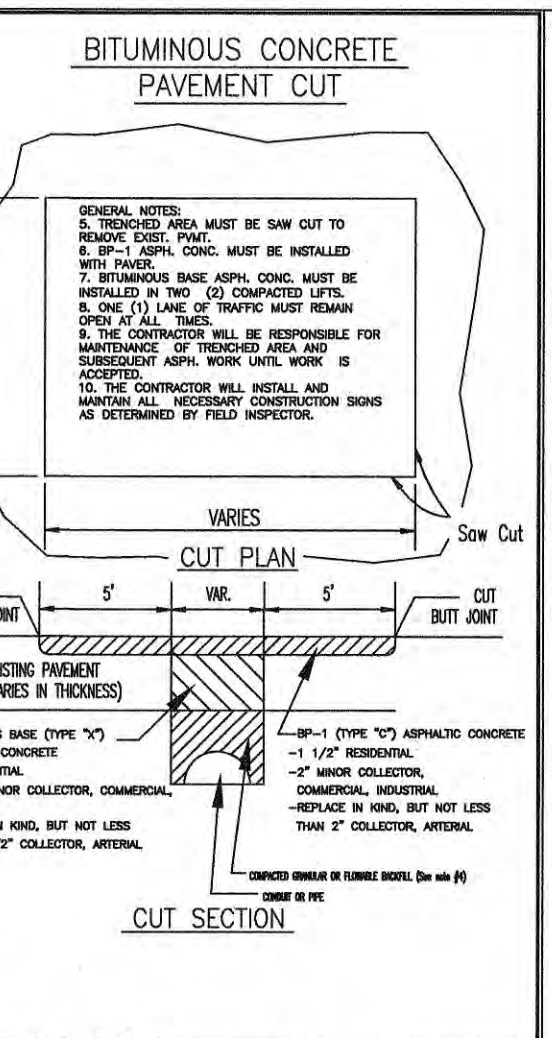 BITUMINOUS CONCRETE
PAVEMENT CUT
GENERAL NOTES:
5. TRENCHED AREA MUST BE SAW CUT TO
REMOVE EXIST. PVMT.
6. BP-1 ASPH. CONC. MUST BE INSTALLED
WITH PAVER.
7. BITUMINOUS BASE ASPH. CONC. MUST BE
INSTALLED IN TWO (2) COMPACTED LIFTS.
8. ONE (1) LANE OF TRAFFIC MUST REMAIN
OPEN AT ALL TIMES.
9. THE CONTRACTOR WILL BE RESPONSIBLE FOR
MAINTENANCE OF TRENCHED AREA AND
SUBSEQUENT ASPH. WORK UNTIL WORK IS
ACCEPTED.
10. THE CONTRACTOR WILL INSTALL AND
MAINTAIN ALL NECESSARY CONSTRUCTION SIGNS
AS DETERMINED BY FIELD INSPECTOR.
VARIES
Saw Cut
CUT PLAN
5' VAR. 5'
CUT
BUTT JOINT
OINT
ISTING PAVEMENT
ARIES IN THICKNESS)
S BASE (TYPE "X")
CONCRETE
TIAL
NOR COLLECTOR, COMMERCIAL,
N KIND, BUT NOT LESS
/2" COLLECTOR, ARTERIAL
-BP-1 (TYPE "C") ASPHALTIC CONCRETE
-1 1/2" RESIDENTIAL
-2" MINOR COLLECTOR,
COMMERCIAL, INDUSTRIAL
-REPLACE IN KIND, BUT NOT LESS
THAN 2" COLLECTOR, ARTERIAL
COMPACTED GRANULAR OR FLOWABLE BACKFILL (See note #4)
CONDUIT OR PIPE
CUT SECTION